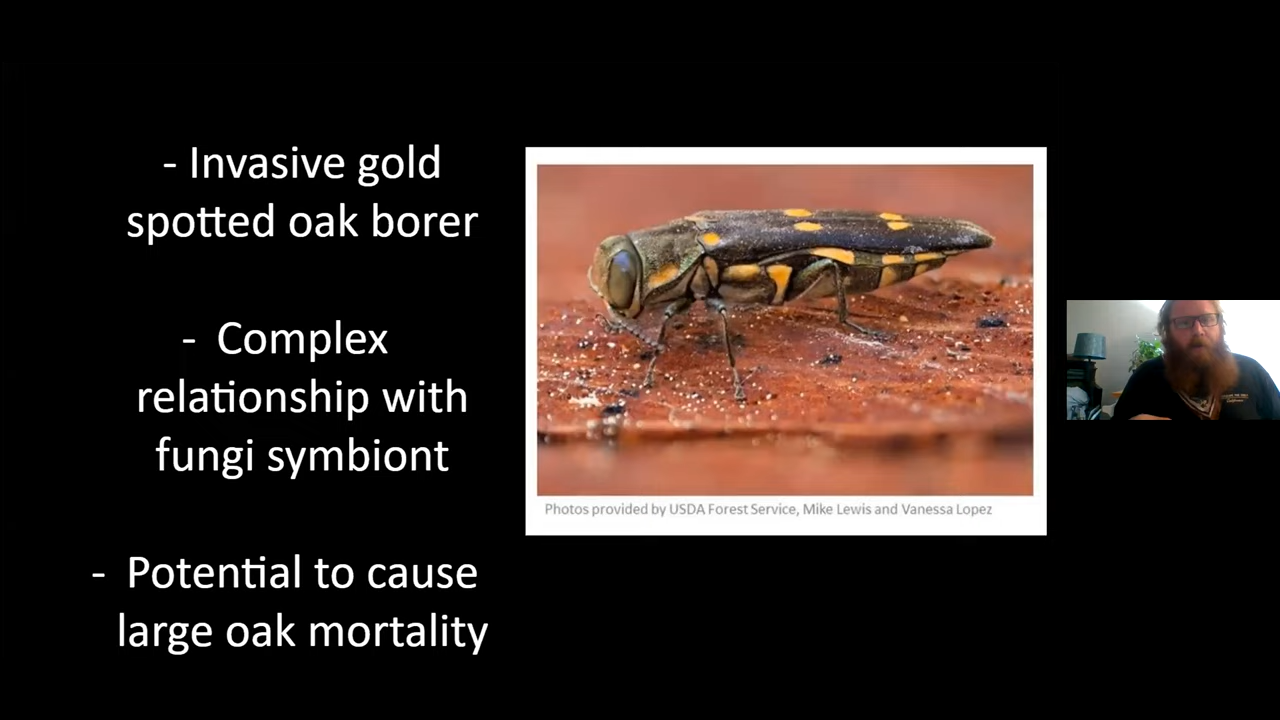 - Invasive gold
spotted oak borer
- Complex
relationship with
fungi symbiont
- Potential to cause
large oak mortality
Photos provided by USDA Forest Service, Mike Lewis and Vanessa Lopez